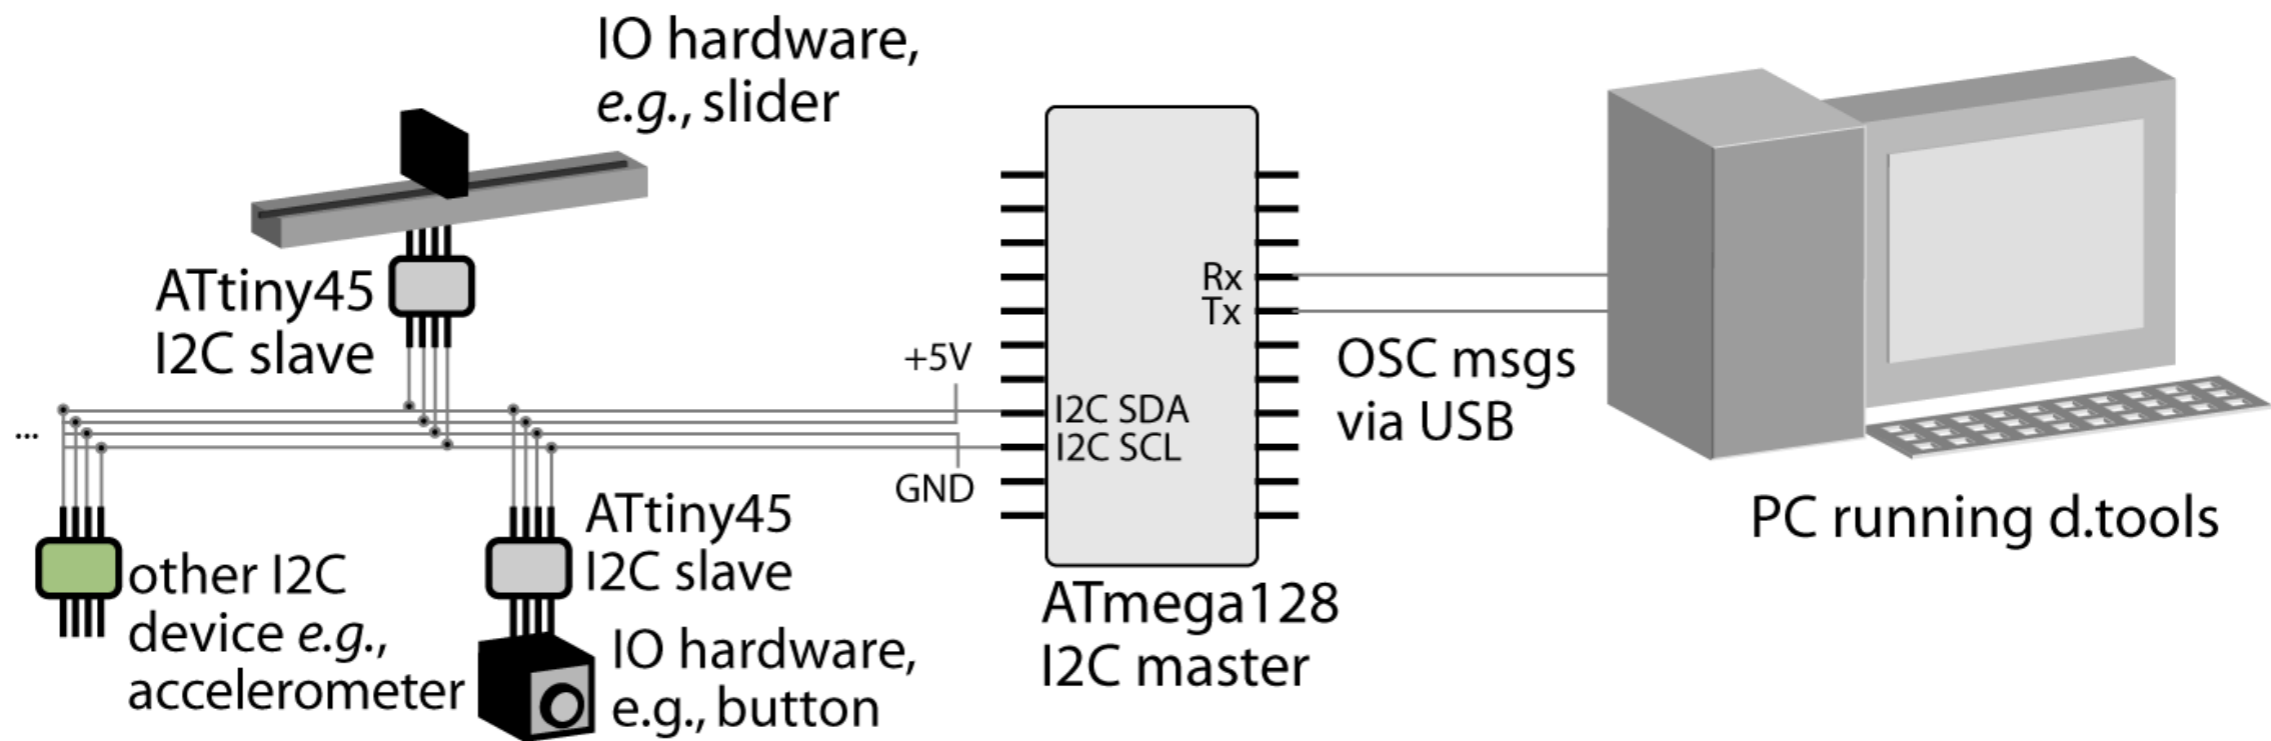 IO hardware,
e.g., slider
ATtiny45
I2C slave
...
+5V
GND
Rx
Tx
I2C SDA
I2C SCL
OSC msgs
via USB
PC running d.tools
ATmega128
I2C master
ATtiny45
I2C slave
IO hardware,
e.g., button
other I2C
device e.g.,
accelerometer